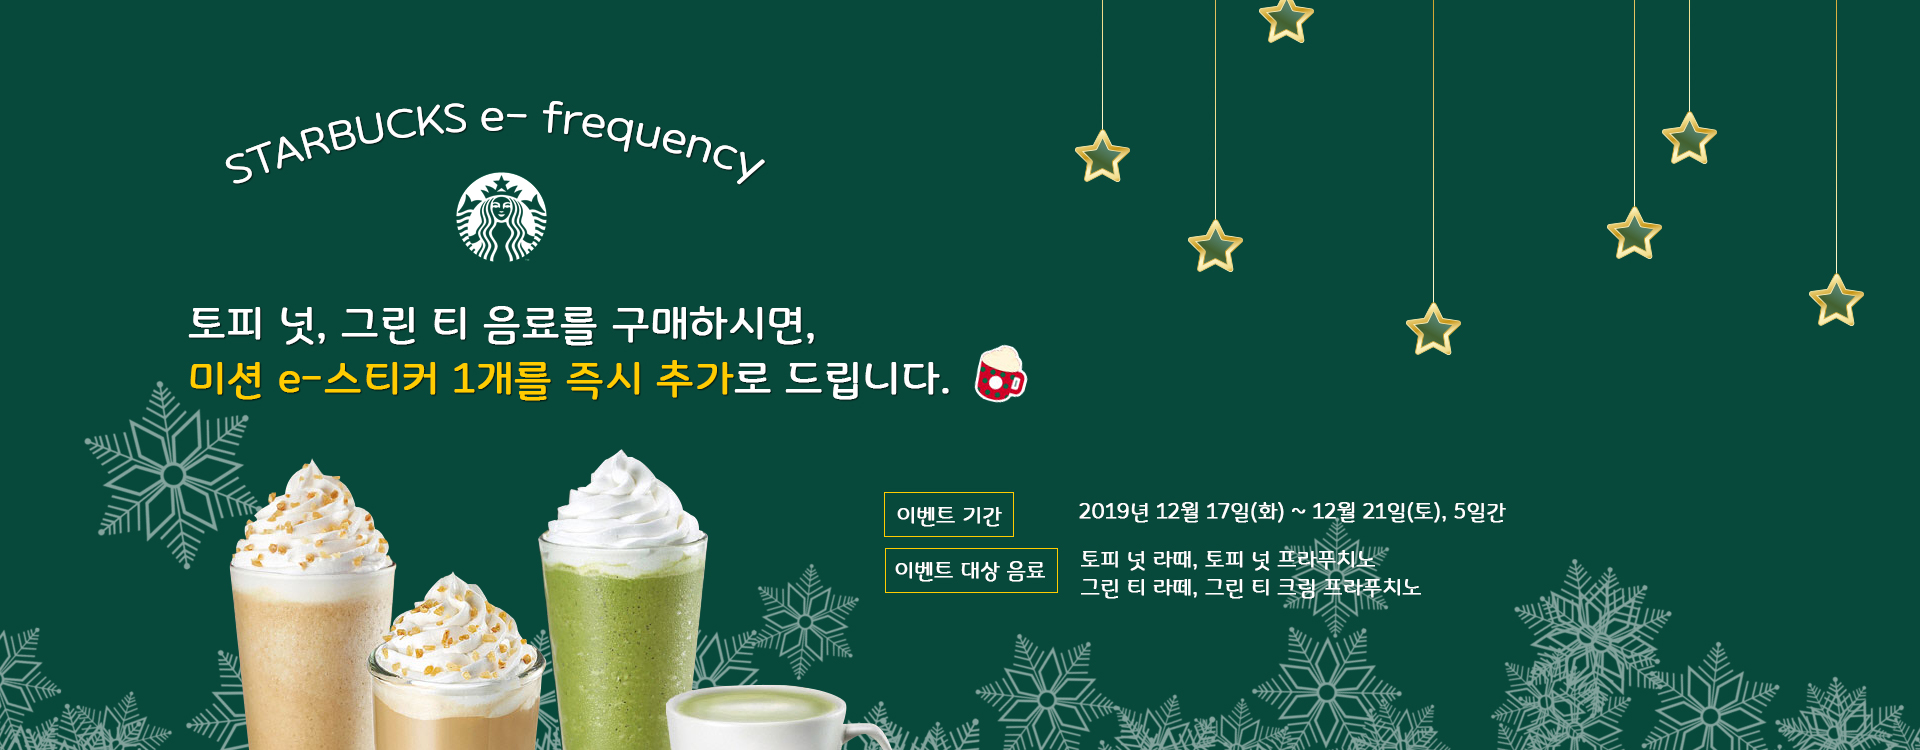 STARBUCKS e- frequency
토피 넛, 그린 티 음료를 구매하시면,
미션 e-스티커 1개를 즉시 추가로 드립니다.
이벤트 기간
2019년 12월 17일(화) ~ 12월 21일(토), 5일간
이벤트 대상 음료
토피 넛 라떼, 토피 넛 프라푸치노
그린 티 라떼, 그린 티 크림 프라푸치노